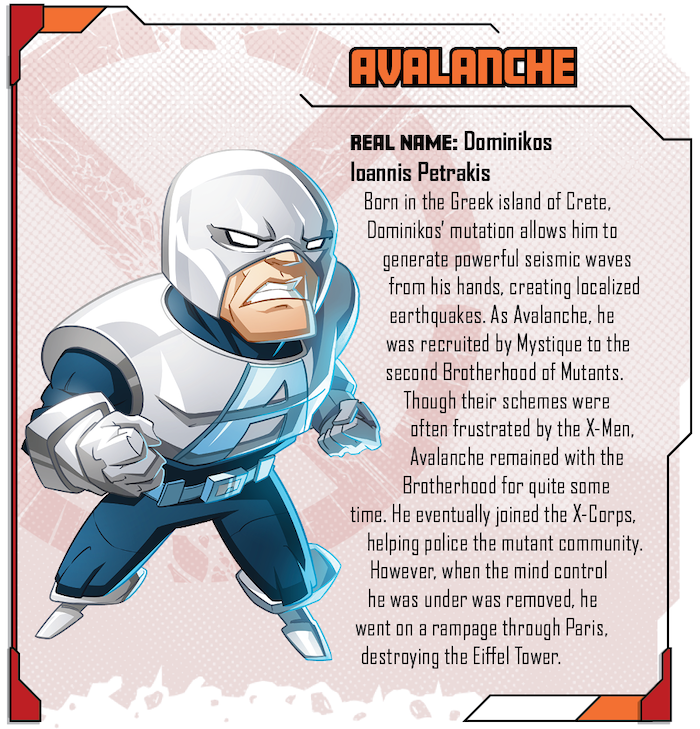 AVALANCHE
REAL NAME: Dominikos
Ioannis Petrakis
Born in the Greek island of Crete,
Dominikos' mutation allows him to
generate powerful seismic waves
from his hands, creating localized
earthquakes. As Avalanche, he
was recruited by Mystique to the
second Brotherhood of Mutants.
Though their schemes were
often frustrated by the X-Men,
Avalanche remained with the
Brotherhood for quite some
time. He eventually joined the X-Corps,
helping police the mutant community.
However, when the mind control
he was under was removed, he
went on a rampage through Paris,
destroying the Eiffel Tower.
A